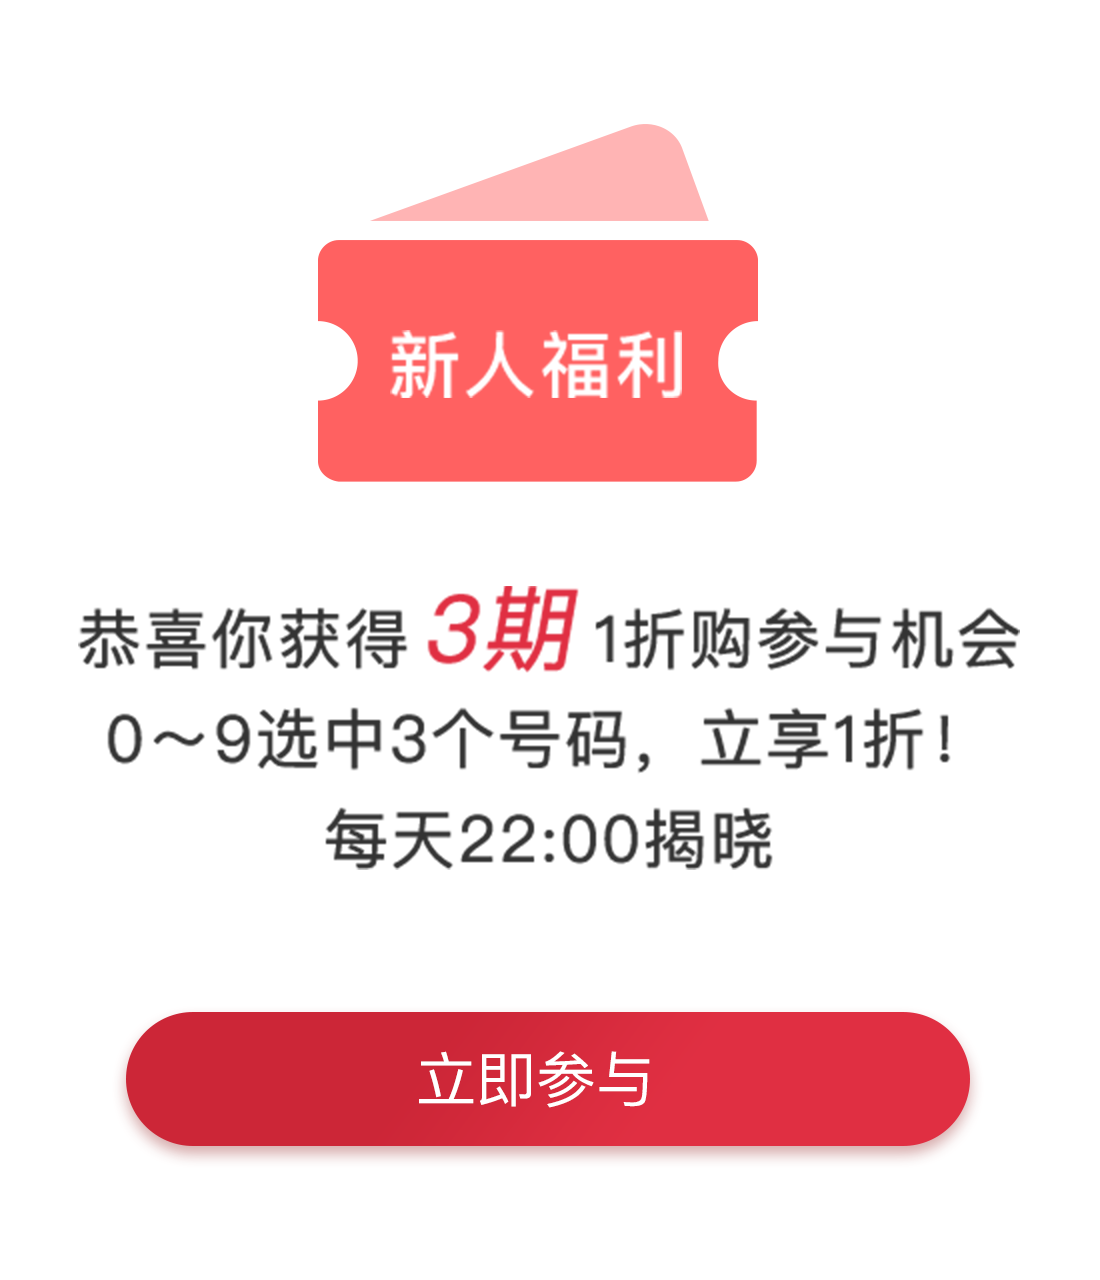 新人福利
恭喜你获得 3期 1折购参与机会
0～9选中3个号码，立享1折！
每天22:00揭晓
立即参与